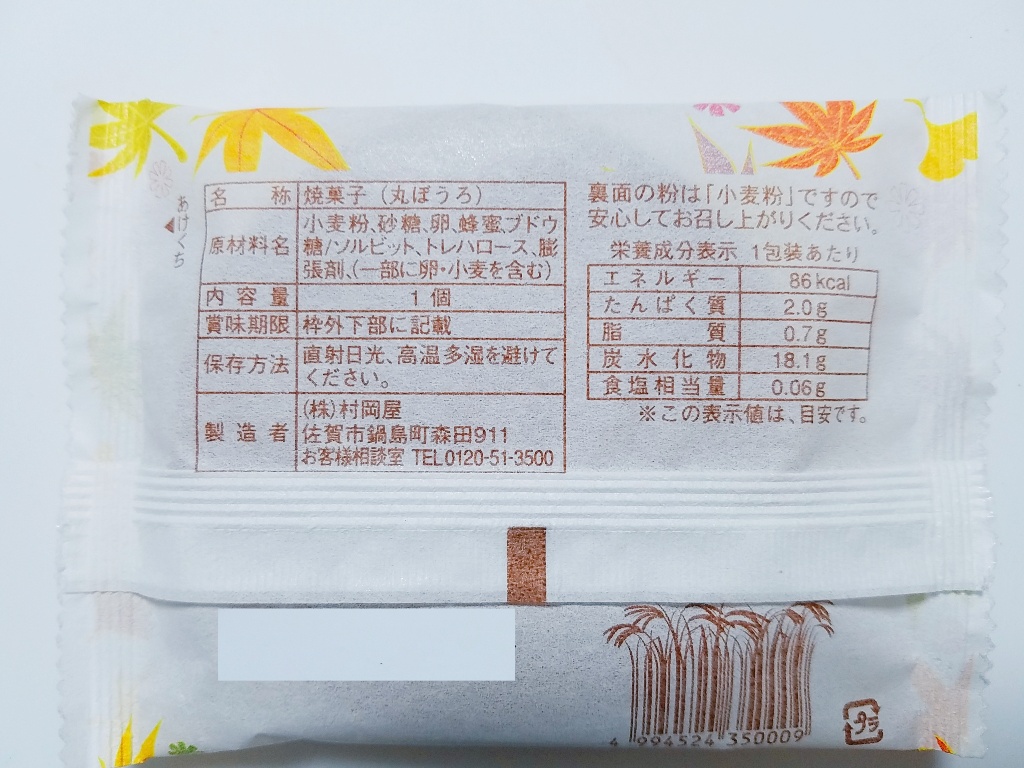 あけくち
名称 焼菓子（丸ぼうろ）
原材料名 小麦粉、砂糖、卵、蜂蜜、ブドウ
糖/ソルビット、トレハロース、膨
張剤、（一部に卵・小麦を含む）
内容量 1個
賞味期限 枠外下部に記載
保存方法 直射日光、高温多湿を避けて
ください。
製造者 (株)村岡屋
佐賀市鍋島町森田911
お客様相談室 TEL0120-51-3500
裏面の粉は「小麦粉」ですので
安心してお召し上がりください。
栄養成分表示 1包装あたり
エネルギー 86kcal
たんぱく質 2.0g
脂質 0.7g
炭水化物 18.1g
食塩相当量 0.06g
※この表示値は、目安です。
4 994524 350009
プラ